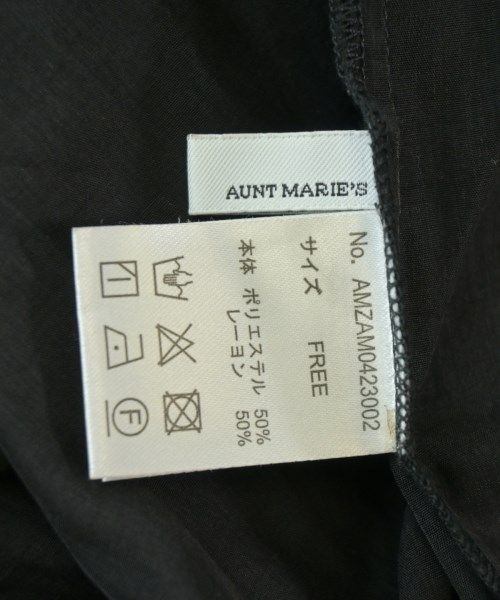 AUNT MARIE'S
No. AMZAM0423002
サイズ FREE
本体 ポリエステル 50%
レーヨン 50%
F